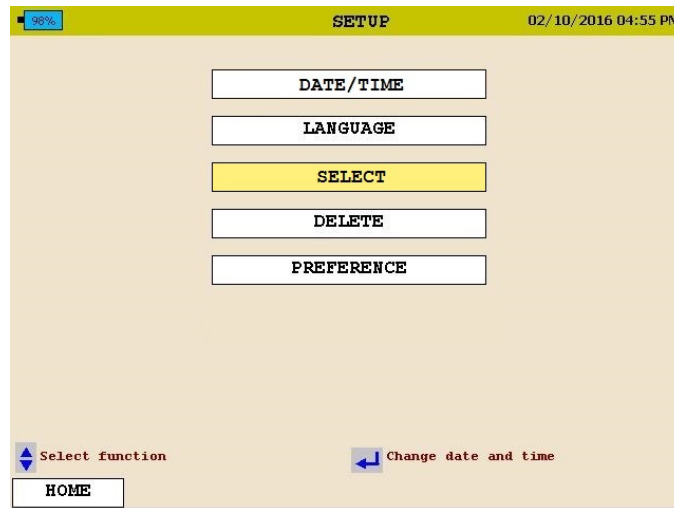 98% SETUP 02/10/2016 04:55 PM
DATE/TIME
LANGUAGE
SELECT
DELETE
PREFERENCE
Select function Change date and time
HOME